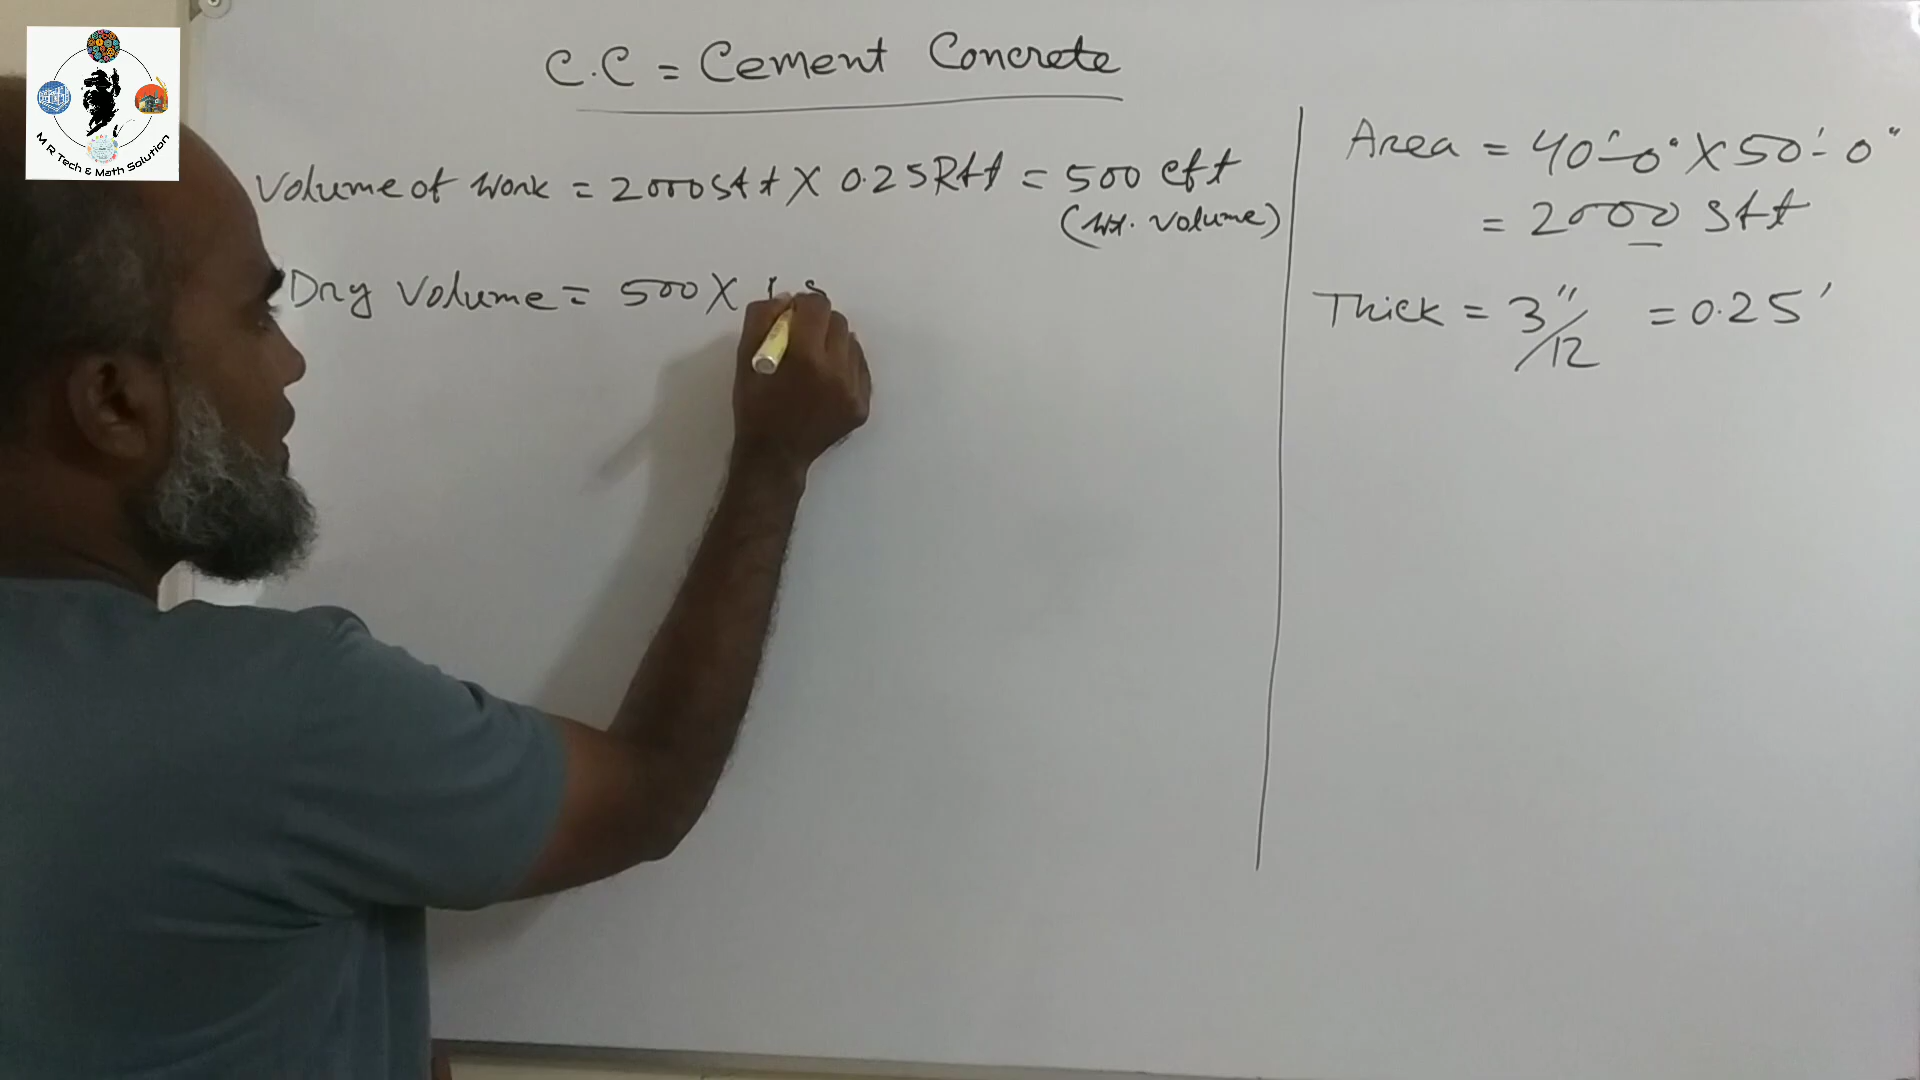 M R Tech & Math Solution
C.C = Cement Concrete
Volume of Work = 2000 sft X 0.25 Rft = 500 cft
(wt. volume)
Dry Volume = 500 X
Area = 40'-0" X 50'-0"
= 2000 sft
Thick = 3"/12 = 0.25'